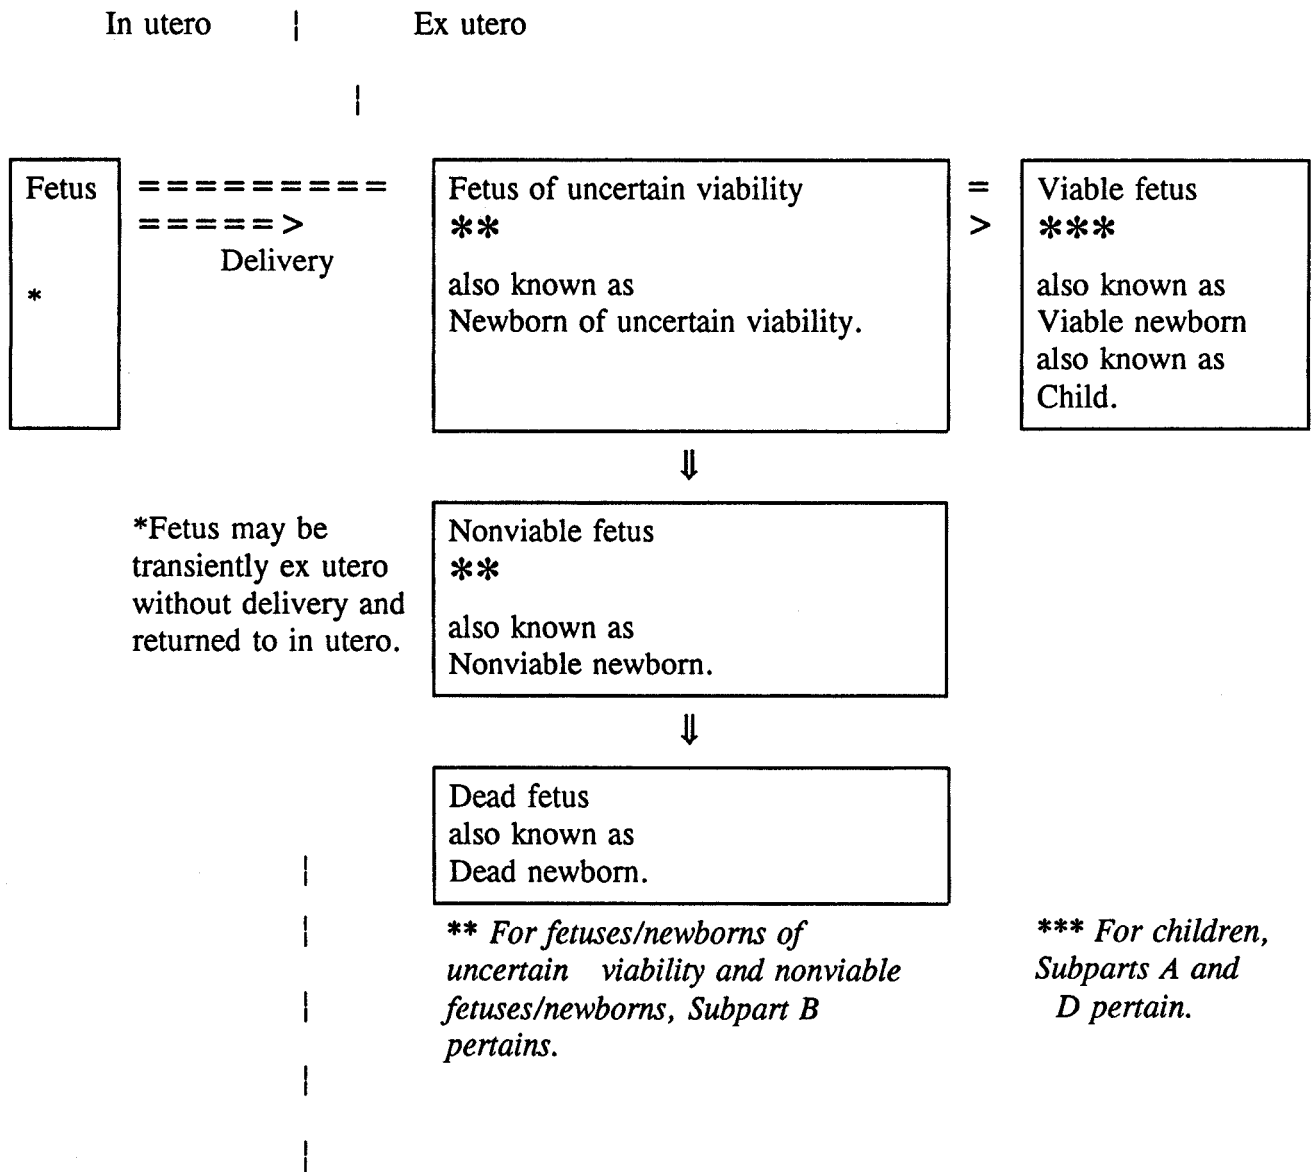 In utero | Ex utero
|
Fetus
*
= = = = = = = = =
= = = = = >
Delivery
Fetus of uncertain viability
**
also known as
Newborn of uncertain viability.
=
>
Viable fetus
***
also known as
Viable newborn
also known as
Child.
⇓
*Fetus may be
transiently ex utero
without delivery and
returned to in utero.
Nonviable fetus
**
also known as
Nonviable newborn.
⇓
Dead fetus
also known as
Dead newborn.
** For fetuses/newborns of
uncertain viability and nonviable
fetuses/newborns, Subpart B
pertains.
*** For children,
Subparts A and
D pertain.